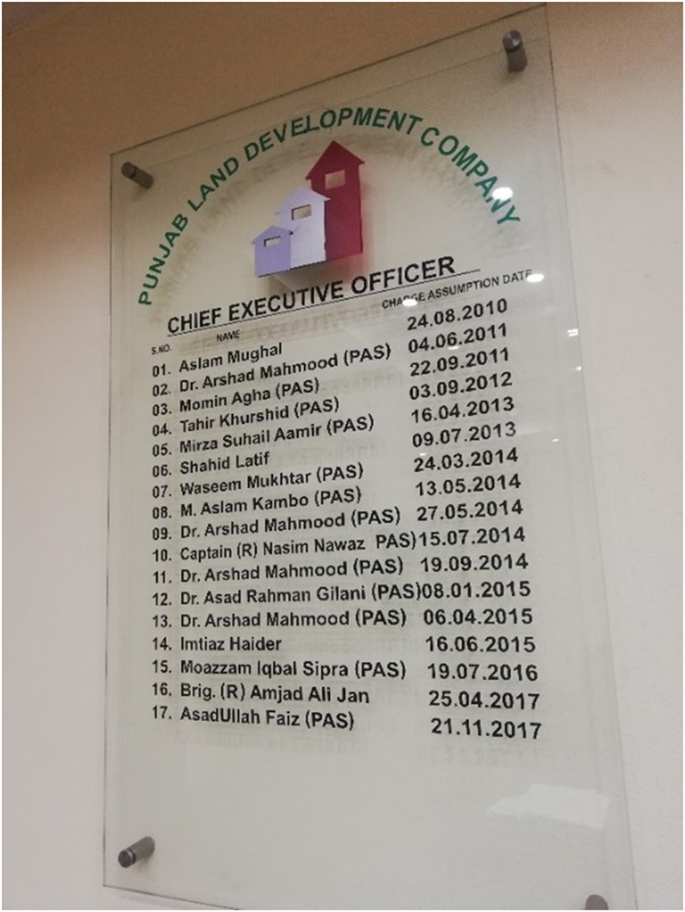 PUNJAB LAND DEVELOPMENT COMPANY
CHIEF EXECUTIVE OFFICER
S.NO. NAME CHARGE ASSUMPTION DATE
01. Aslam Mughal 24.08.2010
02. Dr. Arshad Mahmood (PAS) 04.06.2011
03. Momin Agha (PAS) 22.09.2011
04. Tahir Khurshid (PAS) 03.09.2012
05. Mirza Suhail Aamir (PAS) 16.04.2013
06. Shahid Latif 09.07.2013
07. Waseem Mukhtar (PAS) 24.03.2014
08. M. Aslam Kambo (PAS) 13.05.2014
09. Dr. Arshad Mahmood (PAS) 27.05.2014
10. Captain (R) Nasim Nawaz PAS) 15.07.2014
11. Dr. Arshad Mahmood (PAS) 19.09.2014
12. Dr. Asad Rahman Gilani (PAS) 08.01.2015
13. Dr. Arshad Mahmood (PAS) 06.04.2015
14. Imtiaz Haider 16.06.2015
15. Moazzam Iqbal Sipra (PAS) 19.07.2016
16. Brig. (R) Amjad Ali Jan 25.04.2017
17. AsadUllah Faiz (PAS) 21.11.2017